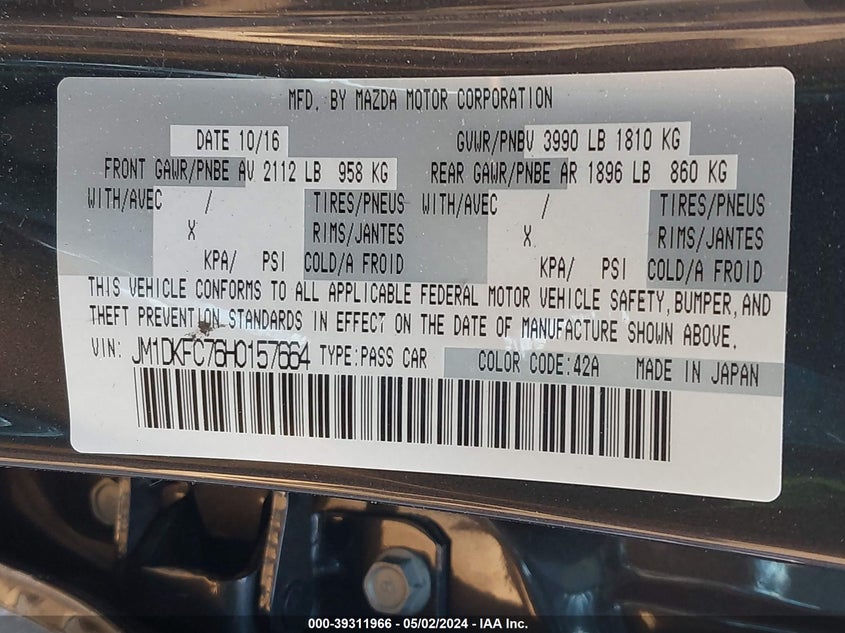 MFD. BY MAZDA MOTOR CORPORATION
DATE 10/16 GVWR/PNBV 3990 LB 1810 KG
FRONT GAWR/PNBE AV 2112 LB 958 KG REAR GAWR/PNBE AR 1896 LB 860 KG
WITH/AVEC / TIRES/PNEUS WITH/AVEC / TIRES/PNEUS
X RIMS/JANTES X RIMS/JANTES
KPA/ PSI COLD/A FROID KPA/ PSI COLD/A FROID
THIS VEHICLE CONFORMS TO ALL APPLICABLE FEDERAL MOTOR VEHICLE SAFETY, BUMPER, AND
THEFT PREVENTION STANDARDS IN EFFECT ON THE DATE OF MANUFACTURE SHOWN ABOVE.
VIN: JM1DKFC76H0157664 TYPE:PASS CAR COLOR CODE:42A MADE IN JAPAN
000-39311966 - 05/02/2024 - IAA Inc.